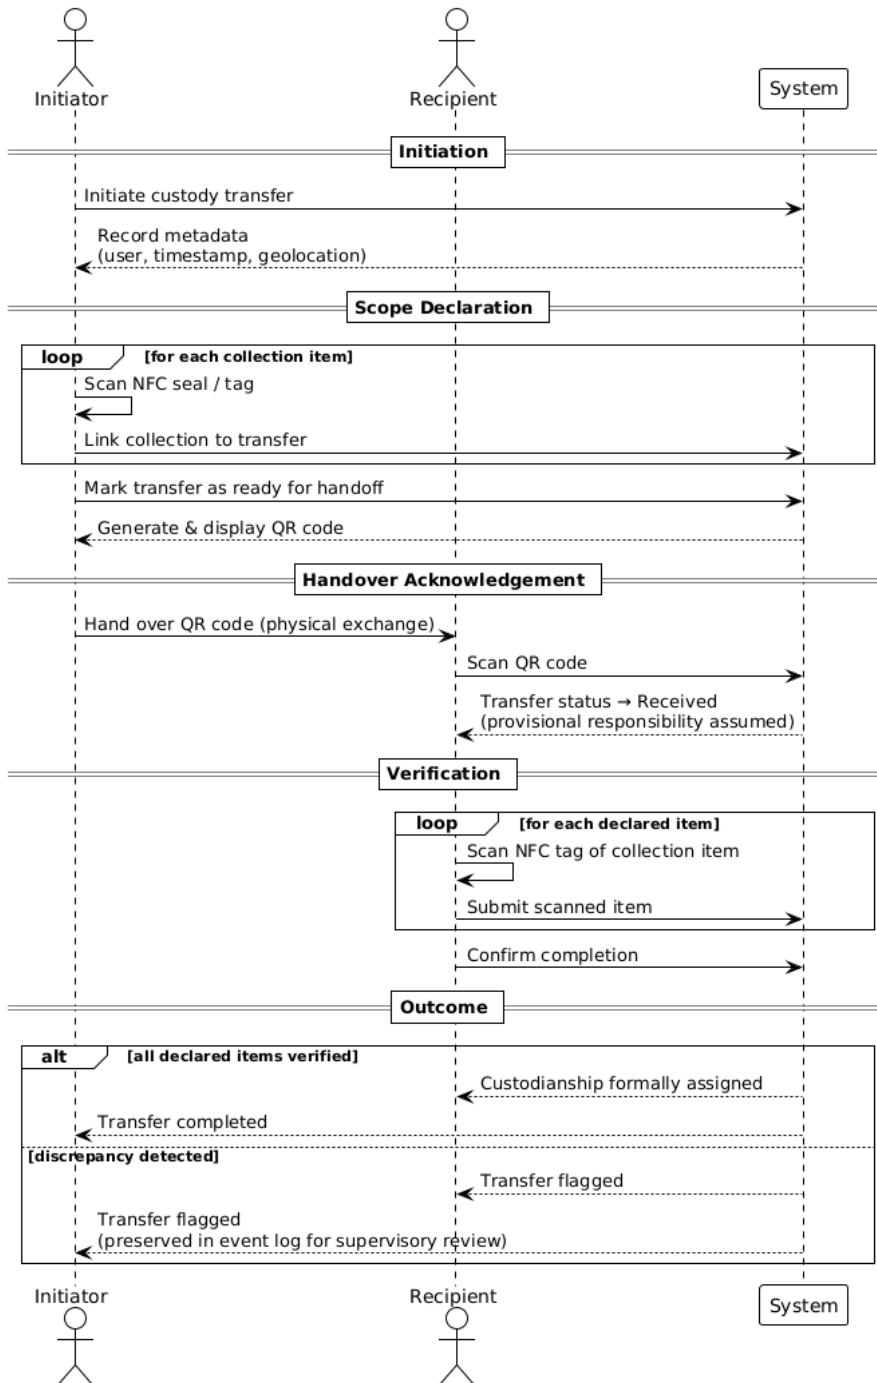 Initiator
Recipient
System
Initiation
Initiate custody transfer
Record metadata
(user, timestamp, geolocation)
Scope Declaration
loop [for each collection item]
Scan NFC seal / tag
Link collection to transfer
Mark transfer as ready for handoff
Generate & display QR code
Handover Acknowledgement
Hand over QR code (physical exchange)
Scan QR code
Transfer status → Received
(provisional responsibility assumed)
Verification
loop [for each declared item]
Scan NFC tag of collection item
Submit scanned item
Confirm completion
Outcome
alt [all declared items verified]
Custodianship formally assigned
Transfer completed
[discrepancy detected]
Transfer flagged
Transfer flagged
(preserved in event log for supervisory review)
Initiator
Recipient
System